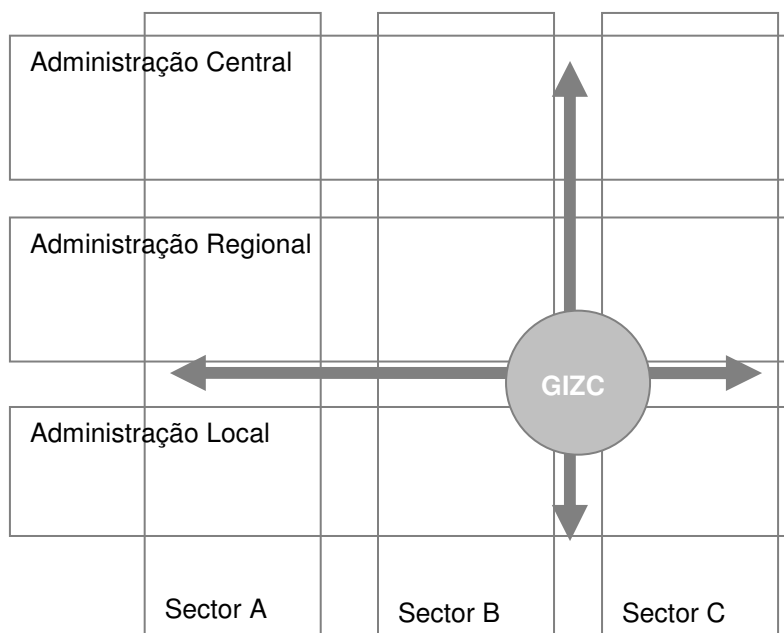 Administração Central
Administração Regional
GIZC
Administração Local
Sector A
Sector B
Sector C